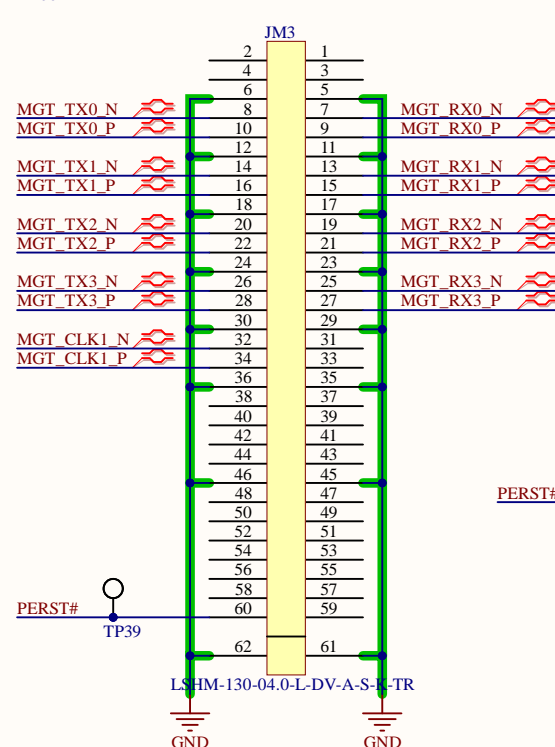 JM3
2 1
4 3
6 5
MGT_TX0_N 8 7 MGT_RX0_N
MGT_TX0_P 10 9 MGT_RX0_P
12 11
MGT_TX1_N 14 13 MGT_RX1_N
MGT_TX1_P 16 15 MGT_RX1_P
18 17
MGT_TX2_N 20 19 MGT_RX2_N
MGT_TX2_P 22 21 MGT_RX2_P
24 23
MGT_TX3_N 26 25 MGT_RX3_N
MGT_TX3_P 28 27 MGT_RX3_P
30 29
MGT_CLK1_N 32 31
MGT_CLK1_P 34 33
36 35
38 37
40 39
42 41
44 43
46 45
48 47 PERST#
50 49
52 51
54 53
56 55
58 57
PERST# 60 59
TP39
62 61
LSHM-130-04.0-L-DV-A-S-K-TR
GND GND